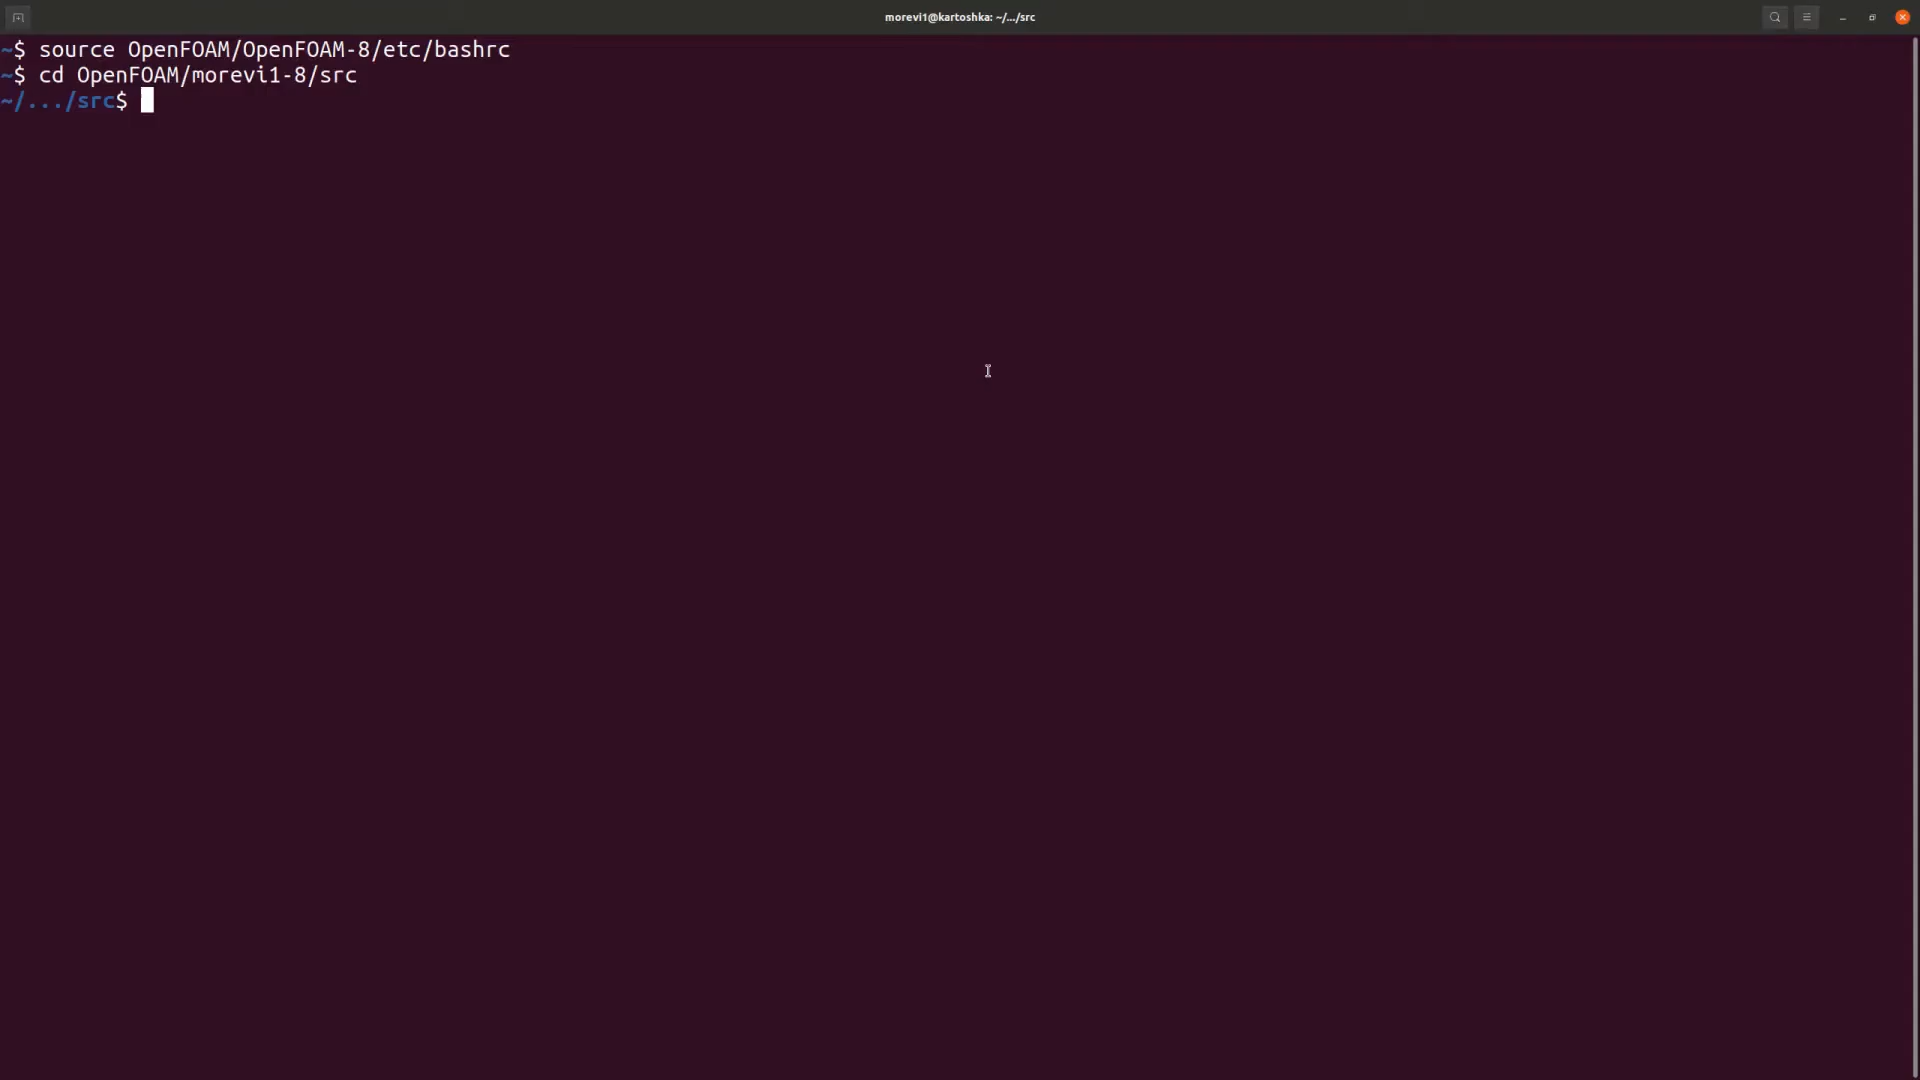 morevi1@kartoshka: ~/.../src
~$ source OpenFOAM/OpenFOAM-8/etc/bashrc
~$ cd OpenFOAM/morevi1-8/src
~/.../src$